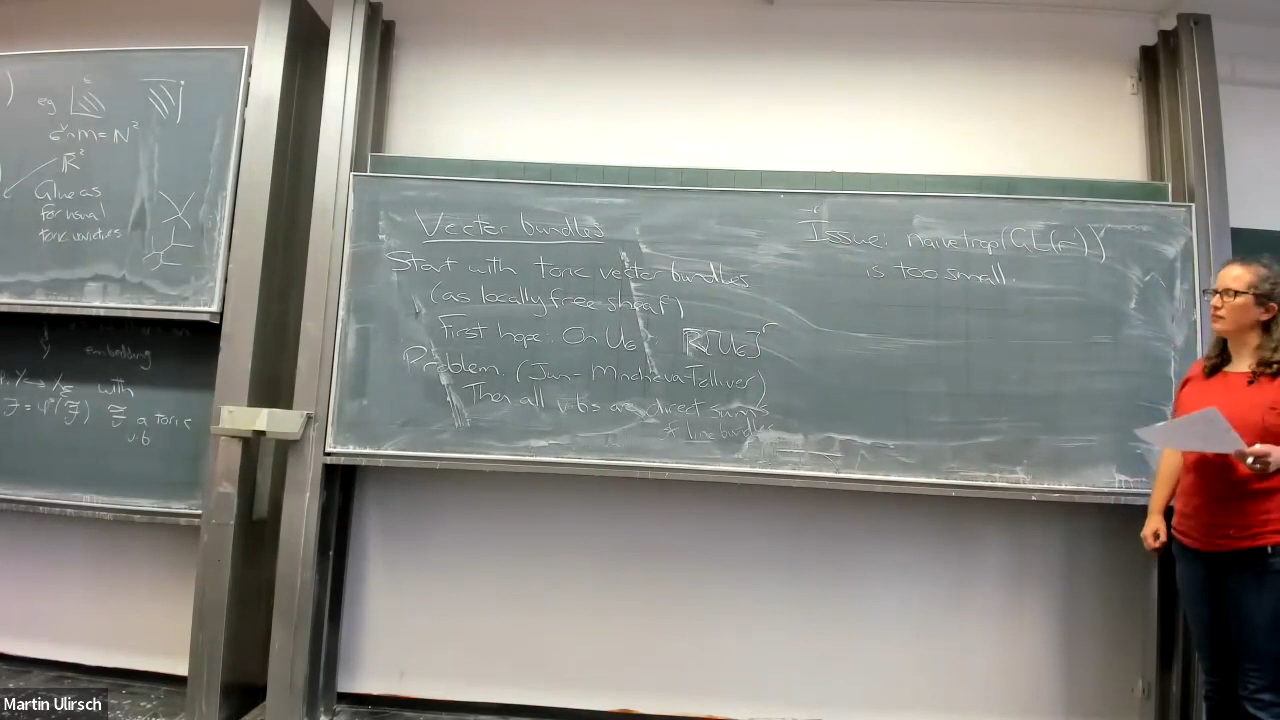 eg
σ^∨∩M=N²
R̄²
Glue as
for usual
toric varieties
embedding
Y→X_Σ with
F=φ*(F̃) F̃ a toric
v.b
Vector bundles
Start with toric vector bundles
(as locally free sheaf)
First hope: On U_σ R̄[U_σ]^r
Problem. (Jun-Mincheva-Tolliver)
Then all v.b.s are direct sums
of line bundles
Issue: naive trop(GL(r))
is too small.
Martin Ulirsch